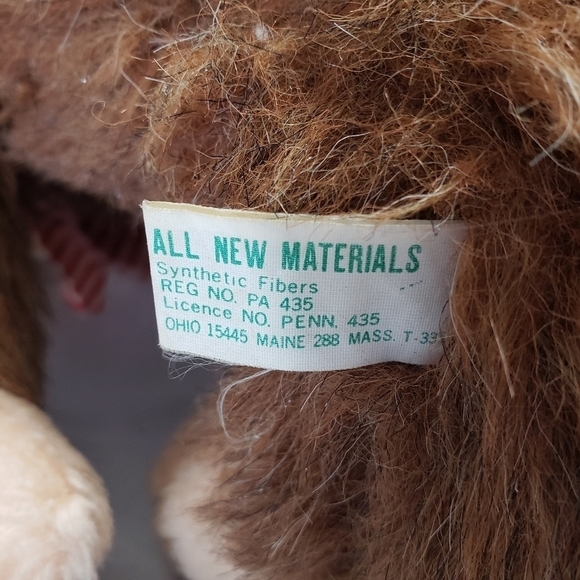 ALL NEW MATERIALS
Synthetic Fibers
REG NO. PA 435
Licence NO. PENN. 435
OHIO 15445 MAINE 288 MASS. T-33